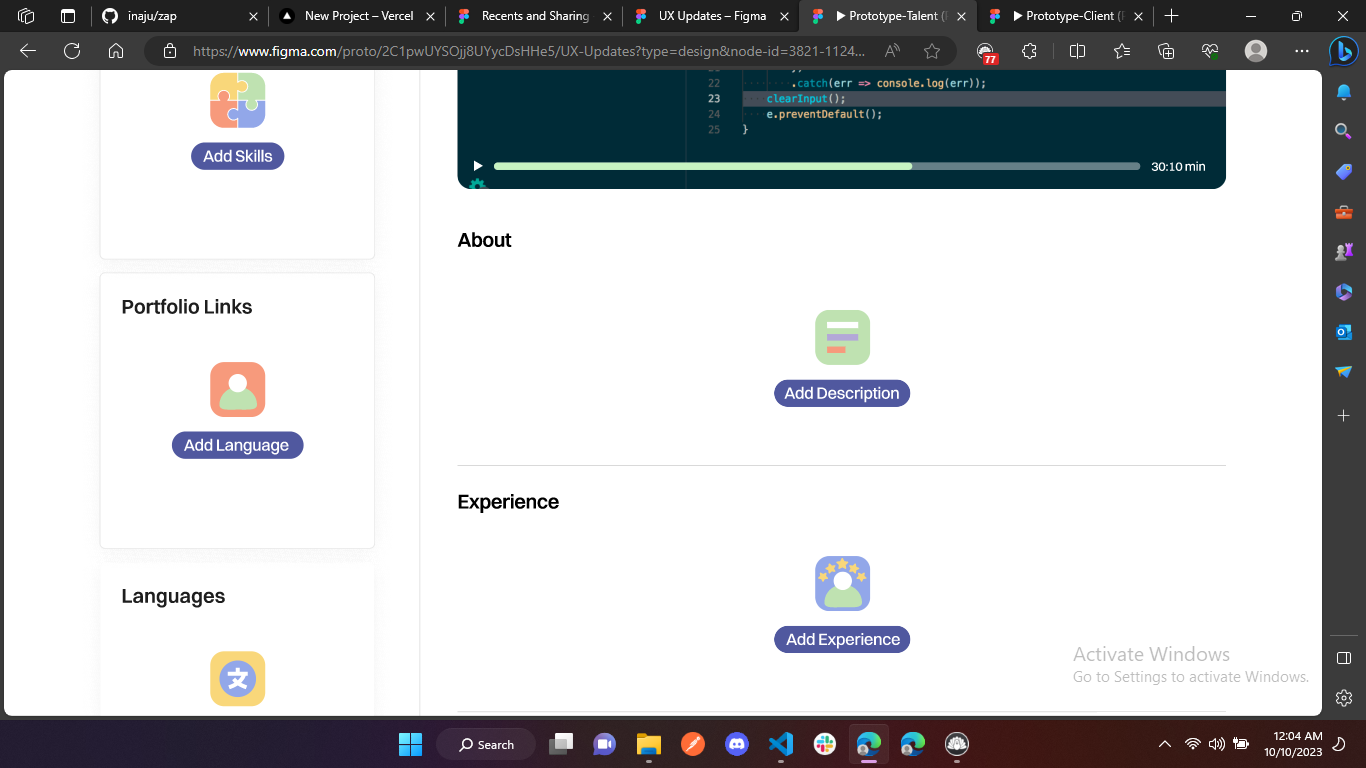 inaju/zap
New Project – Vercel
Recents and Sharing
UX Updates – Figma
Prototype-Talent (
Prototype-Client (
https://www.figma.com/proto/2C1pwUYSOjj8UYycDsHHe5/UX-Updates?type=design&node-id=3821-1124...
77
22 .catch(err => console.log(err));
23 clearInput();
24 e.preventDefault();
25 }
30:10 min
Add Skills
About
Portfolio Links
Add Language
Add Description
Experience
Languages
Add Experience
Activate Windows
Go to Settings to activate Windows.
Search
12:04 AM
10/10/2023